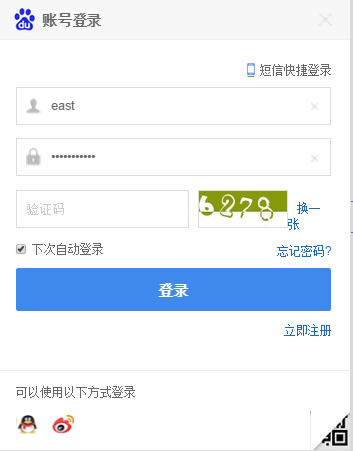 du 账号登录
短信快捷登录
east
•••••••••••
验证码 6278 换一
张
下次自动登录 忘记密码?
登录
立即注册
可以使用以下方式登录